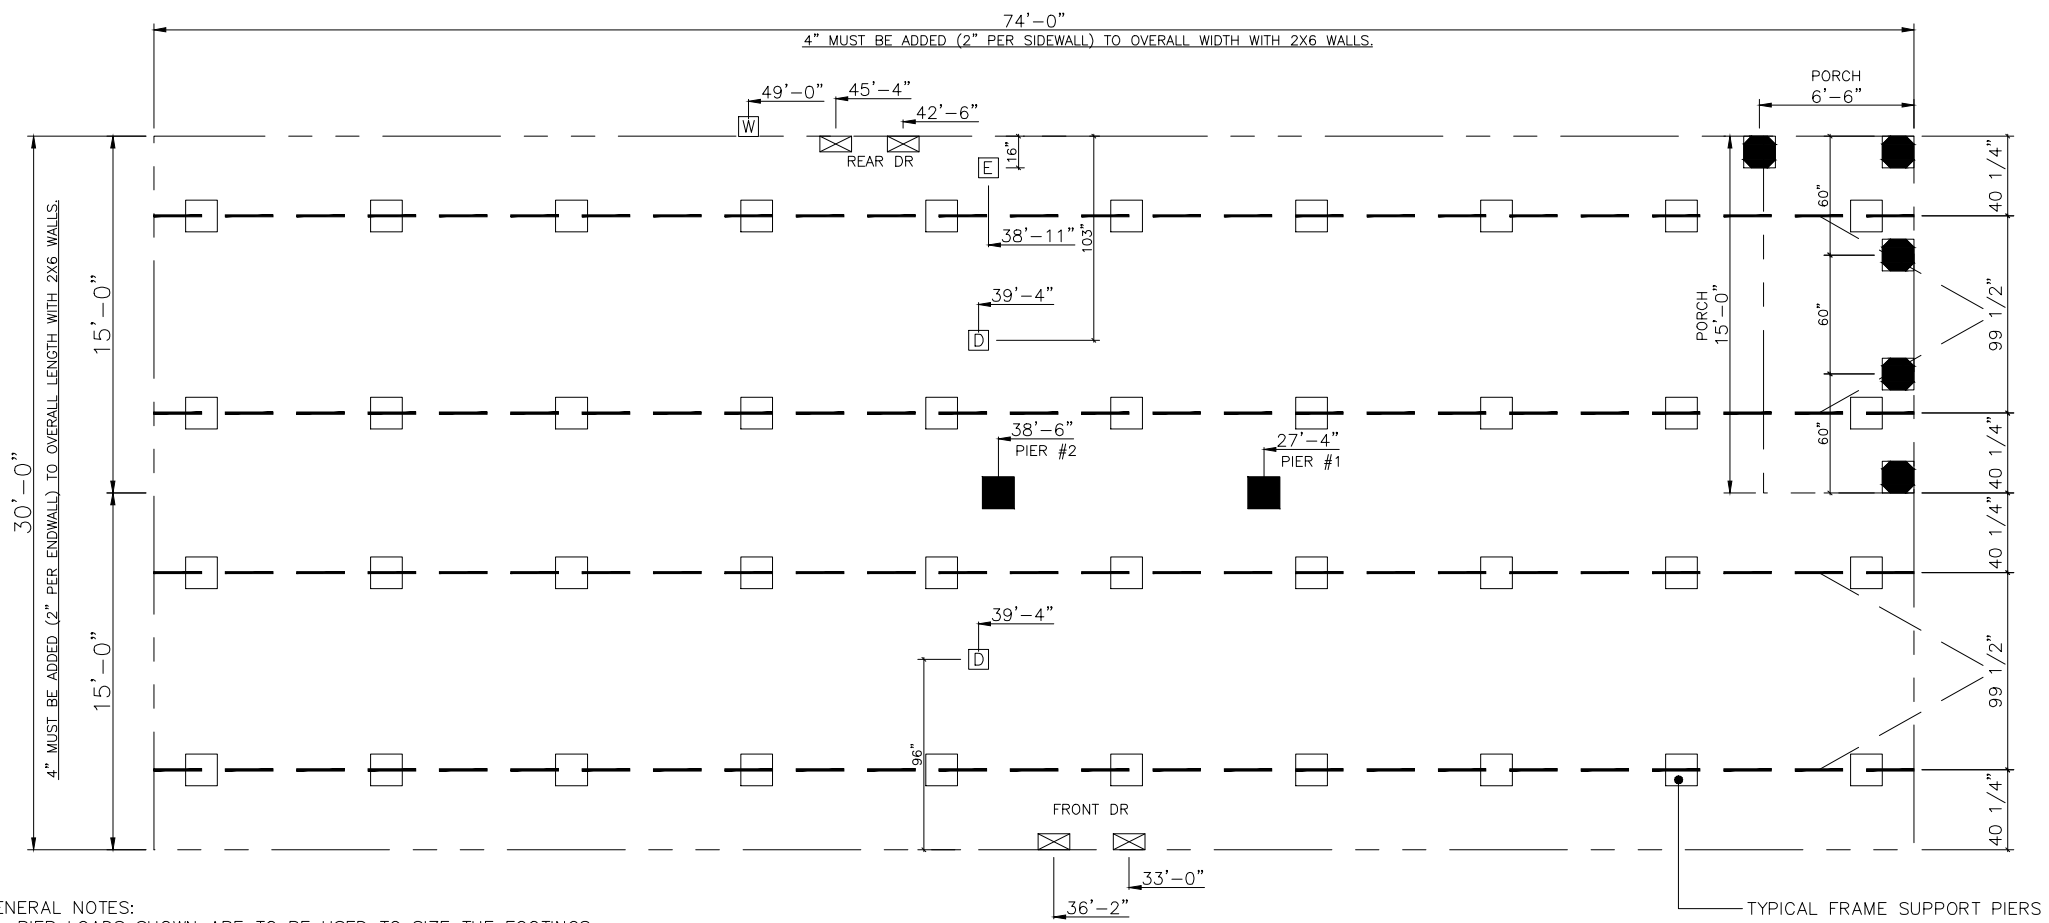 74'-0"
4" MUST BE ADDED (2" PER SIDEWALL) TO OVERALL WIDTH WITH 2X6 WALLS.
PORCH
6'-6"
49'-0"
45'-4"
42'-6"
W
REAR DR
E
16"
103"
60"
40 1/4"
38'-11"
39'-4"
D
PORCH
15'-0"
60"
99 1/2"
30'-0"
4" MUST BE ADDED (2" PER ENDWALL) TO OVERALL LENGTH WITH 2X6 WALLS.
15'-0"
38'-6"
PIER #2
27'-4"
PIER #1
60"
40 1/4"
40 1/4"
39'-4"
D
15'-0"
96"
99 1/2"
FRONT DR
40 1/4"
33'-0"
36'-2"
TYPICAL FRAME SUPPORT PIERS
ENERAL NOTES: